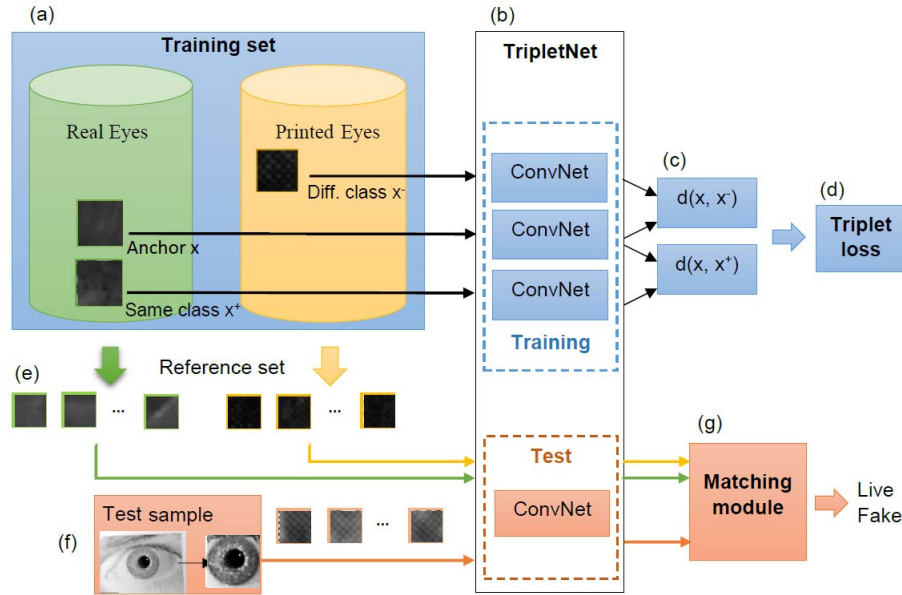 (a)
Training set
Real Eyes
Printed Eyes
Diff. class x-
Anchor x
Same class x+
(b)
TripletNet
ConvNet
ConvNet
ConvNet
Training
(c)
d(x, x-)
d(x, x+)
(d)
Triplet
loss
(e)
Reference set
...
...
Test
ConvNet
(f)
Test sample
...
(g)
Matching
module
Live
Fake